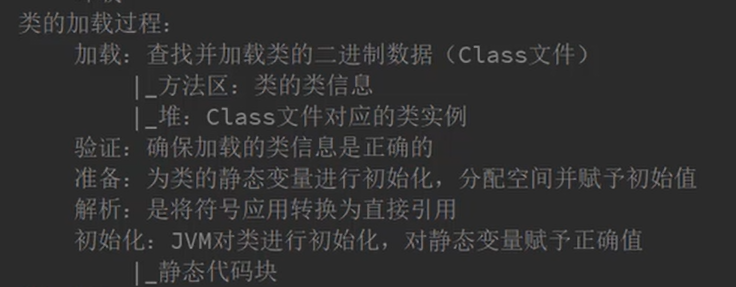 类的加载过程:
加载: 查找并加载类的二进制数据（Class文件）
|_方法区: 类的类信息
|_堆: Class文件对应的类实例
验证: 确保加载的类信息是正确的
准备: 为类的静态变量进行初始化，分配空间并赋予初始值
解析: 是将符号应用转换为直接引用
初始化: JVM对类进行初始化，对静态变量赋予正确值
|_静态代码块